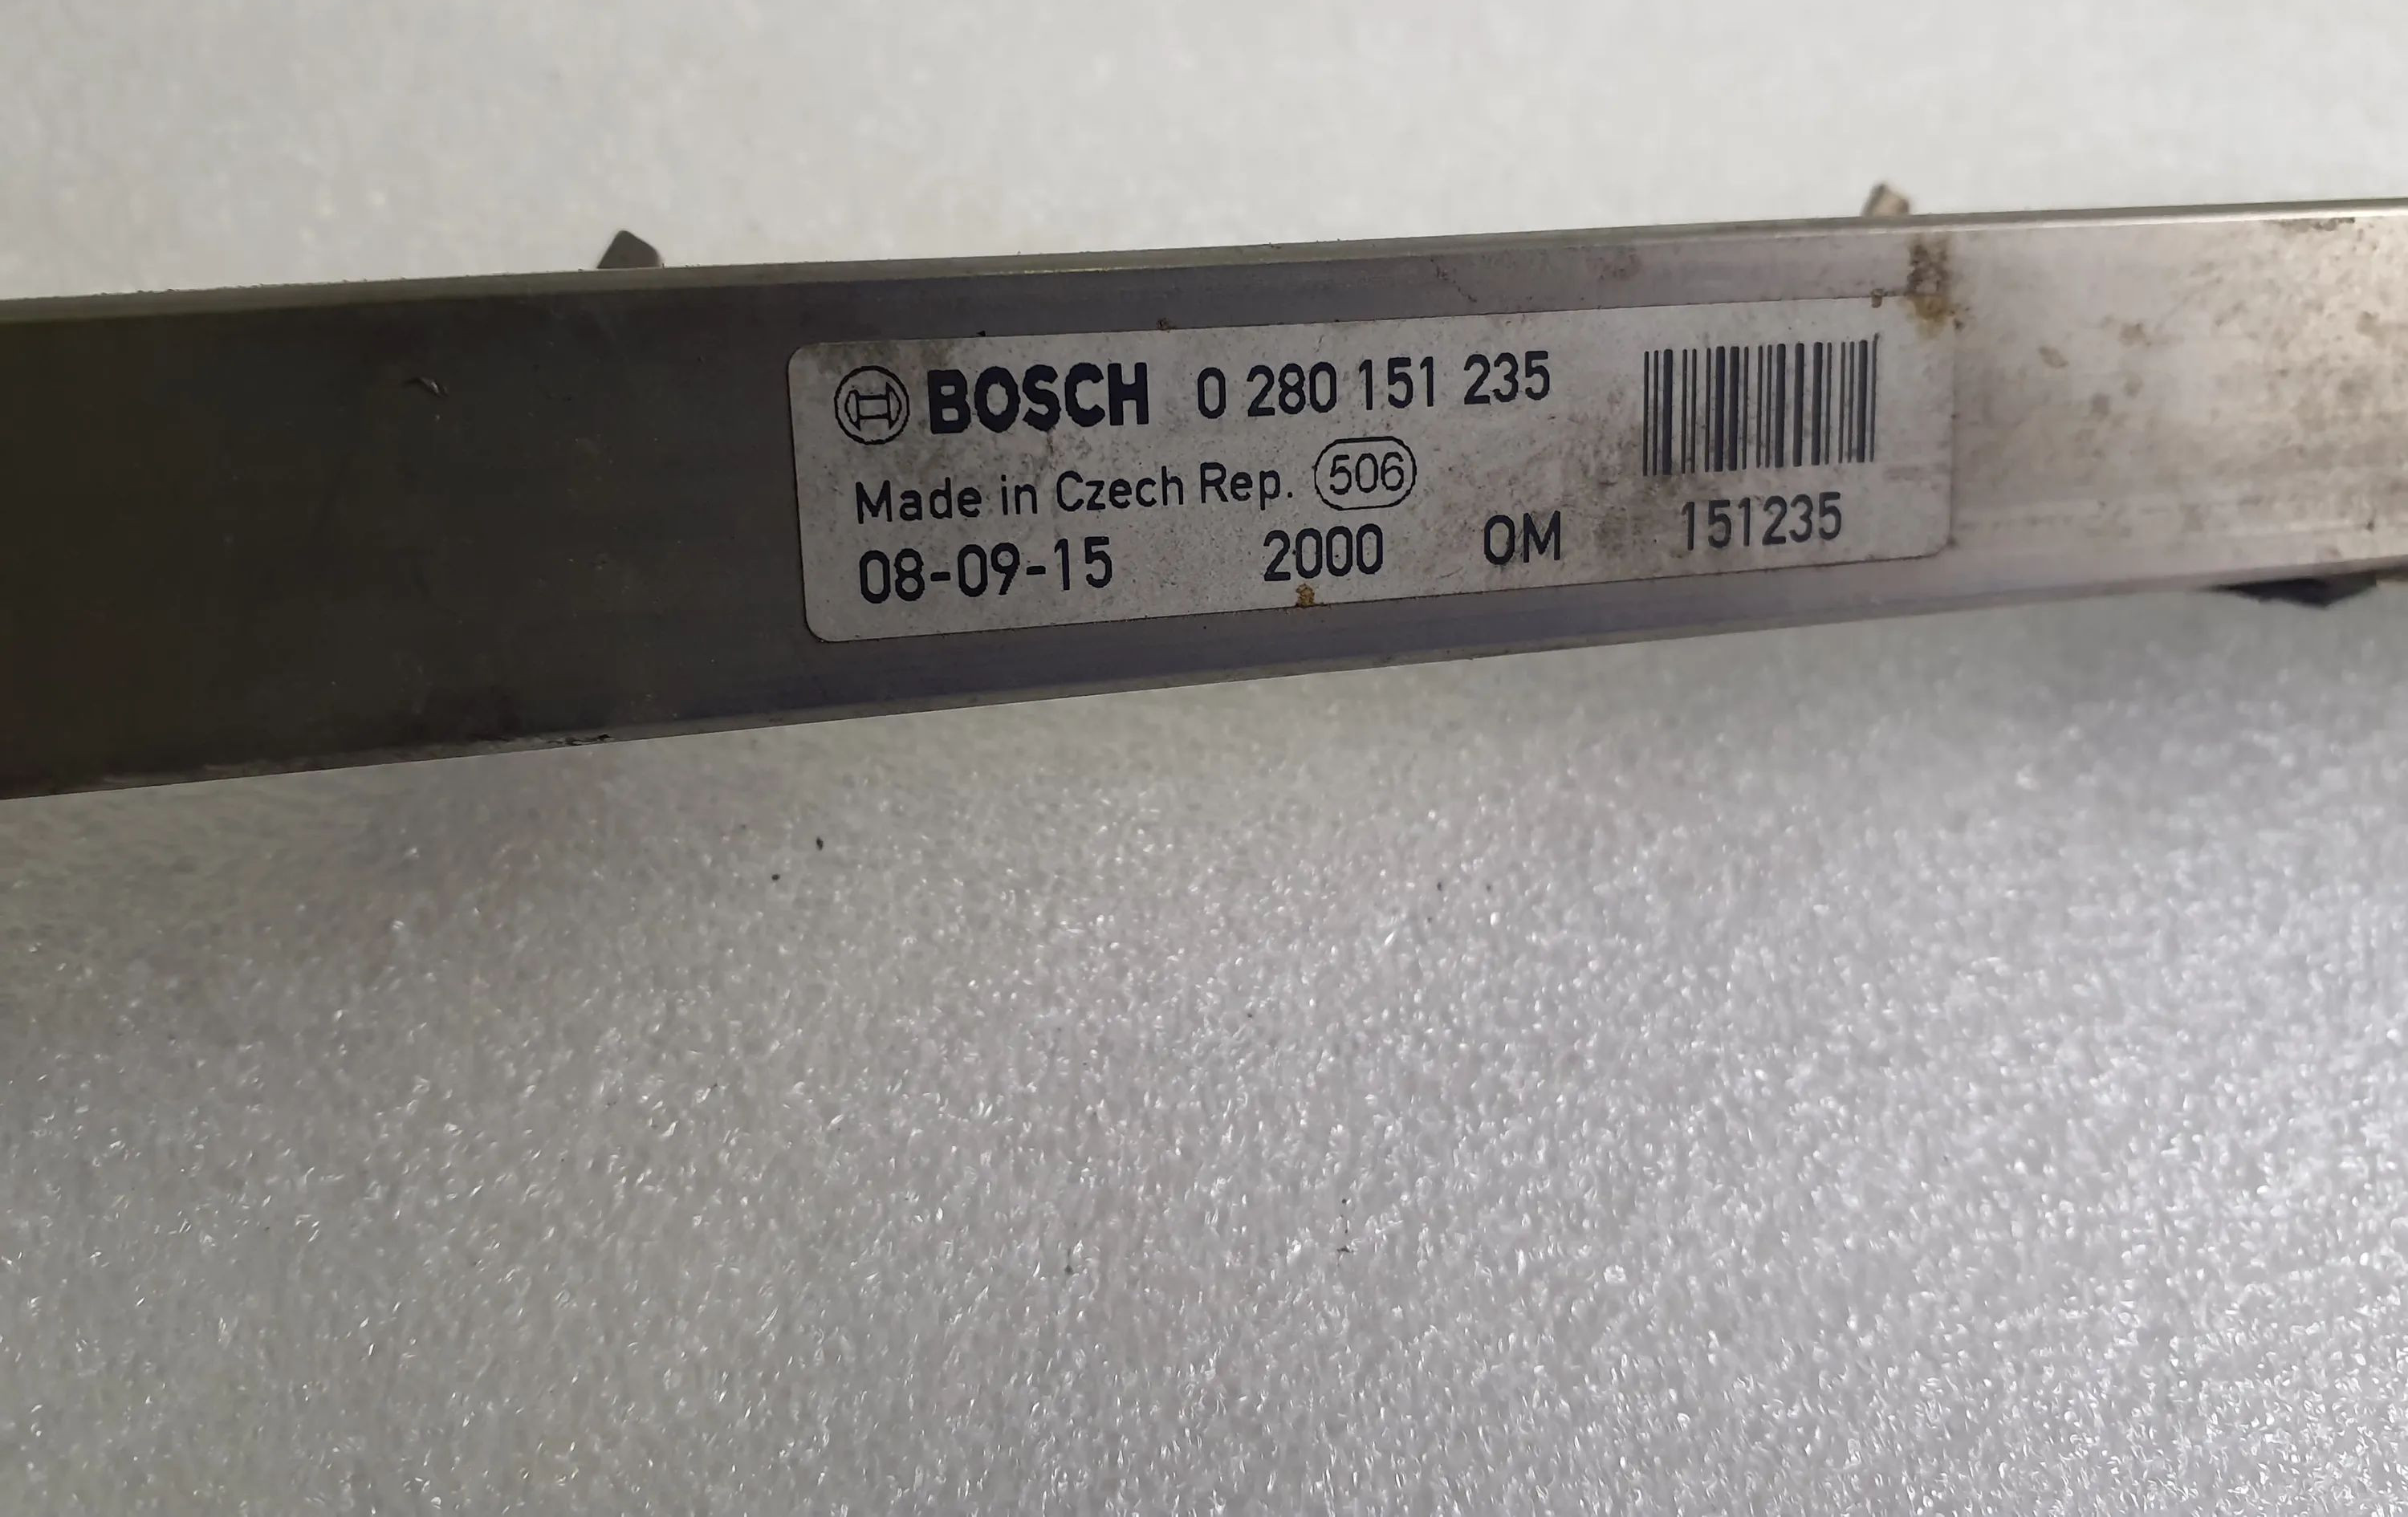 BOSCH 0 280 151 235
Made in Czech Rep. 506
08-09-15 2000 OM 151235